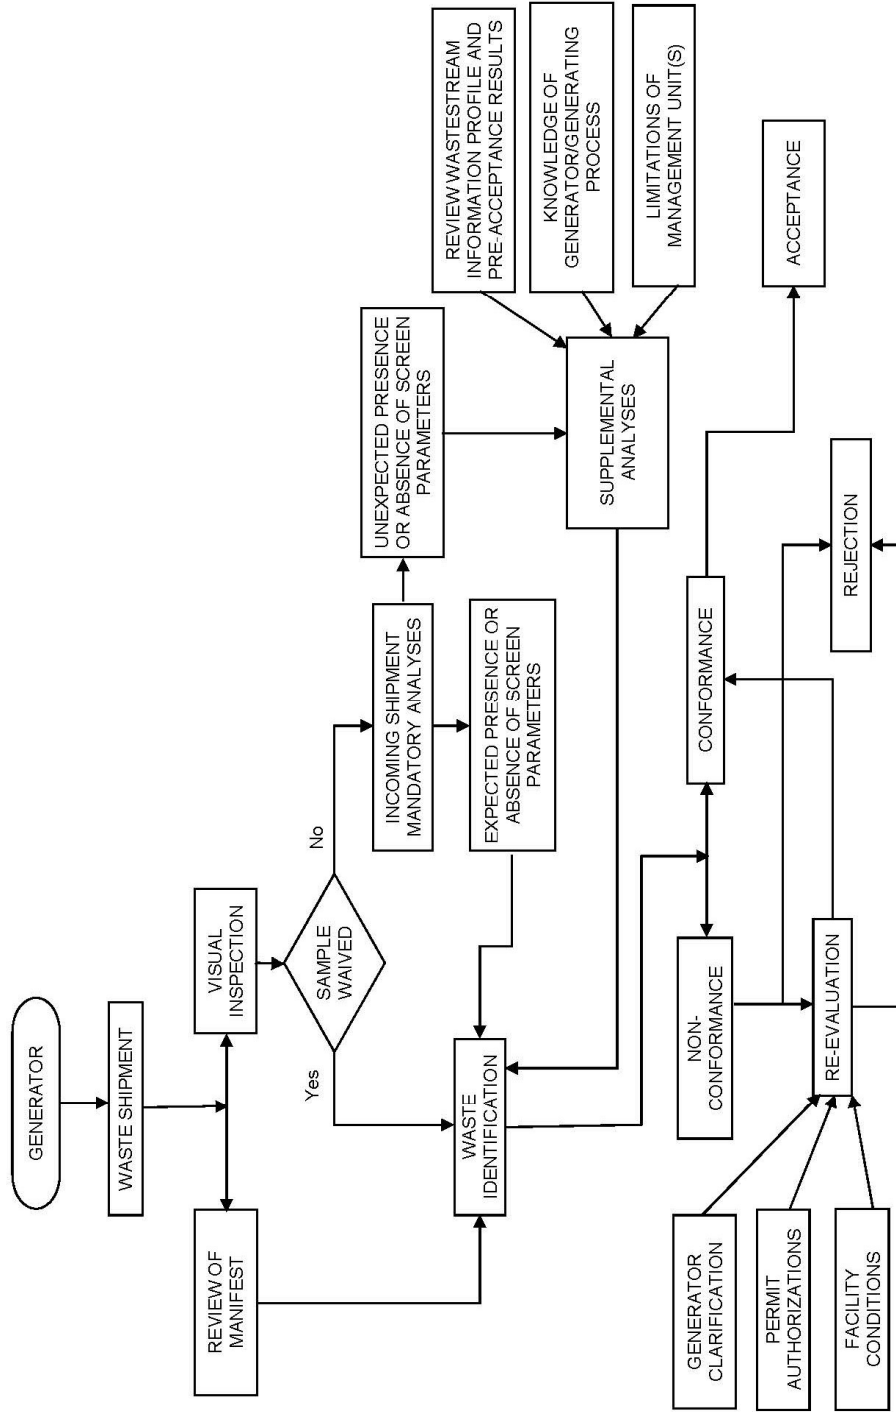 GENERATOR
WASTE SHIPMENT
REVIEW OF
MANIFEST
VISUAL
INSPECTION
SAMPLE
WAIVED
Yes
No
INCOMING SHIPMENT
MANDATORY ANALYSES
UNEXPECTED PRESENCE
OR ABSENCE OF SCREEN
PARAMETERS
EXPECTED PRESENCE OR
ABSENCE OF SCREEN
PARAMETERS
REVIEW WASTESTREAM
INFORMATION PROFILE AND
PRE-ACCEPTANCE RESULTS
KNOWLEDGE OF
GENERATOR/GENERATING
PROCESS
LIMITATIONS OF
MANAGEMENT UNIT(S)
SUPPLEMENTAL
ANALYSES
WASTE
IDENTIFICATION
NON-
CONFORMANCE
CONFORMANCE
ACCEPTANCE
GENERATOR
CLARIFICATION
PERMIT
AUTHORIZATIONS
FACILITY
CONDITIONS
RE-EVALUATION
REJECTION